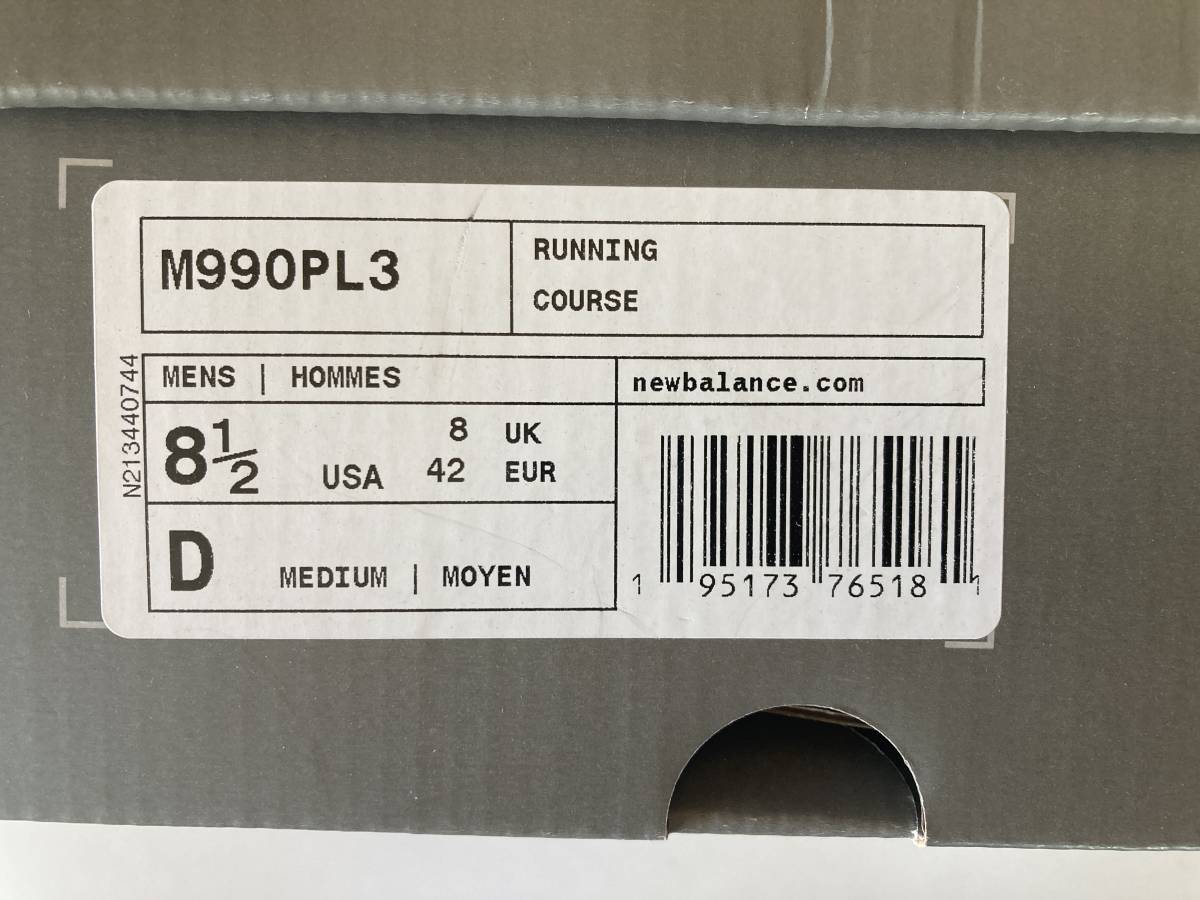 M990PL3
RUNNING
COURSE
N213440744
MENS | HOMMES
newbalance.com
8½ USA
8 UK
42 EUR
D MEDIUM | MOYEN
1 95173 76518 1